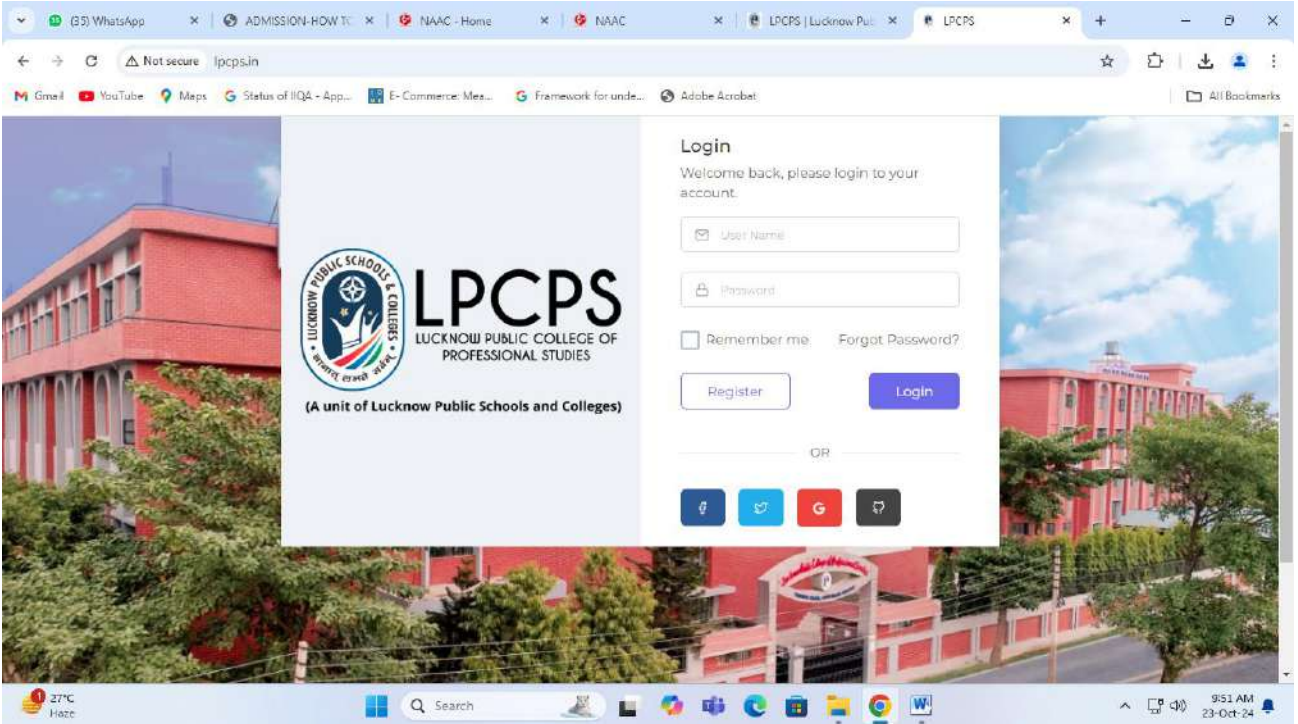 (35) WhatsApp
ADMISSION-HOW TO
NAAC - Home
NAAC
LPCPS | Lucknow Pub
LPCPS
Not secure lpcps.in
Gmail
YouTube
Maps
Status of IIQA - App...
E- Commerce: Mea...
Framework for unde...
Adobe Acrobat
All Bookmarks
Login
Welcome back, please login to your
account.
User Name
Password
Remember me
Forgot Password?
Register
Login
OR
LUCKNOW PUBLIC SCHOOLS & COLLEGES
LPCPS
LUCKNOW PUBLIC COLLEGE OF
PROFESSIONAL STUDIES
(A unit of Lucknow Public Schools and Colleges)
27°C
Haze
Search
9:51 AM
23-Oct-24